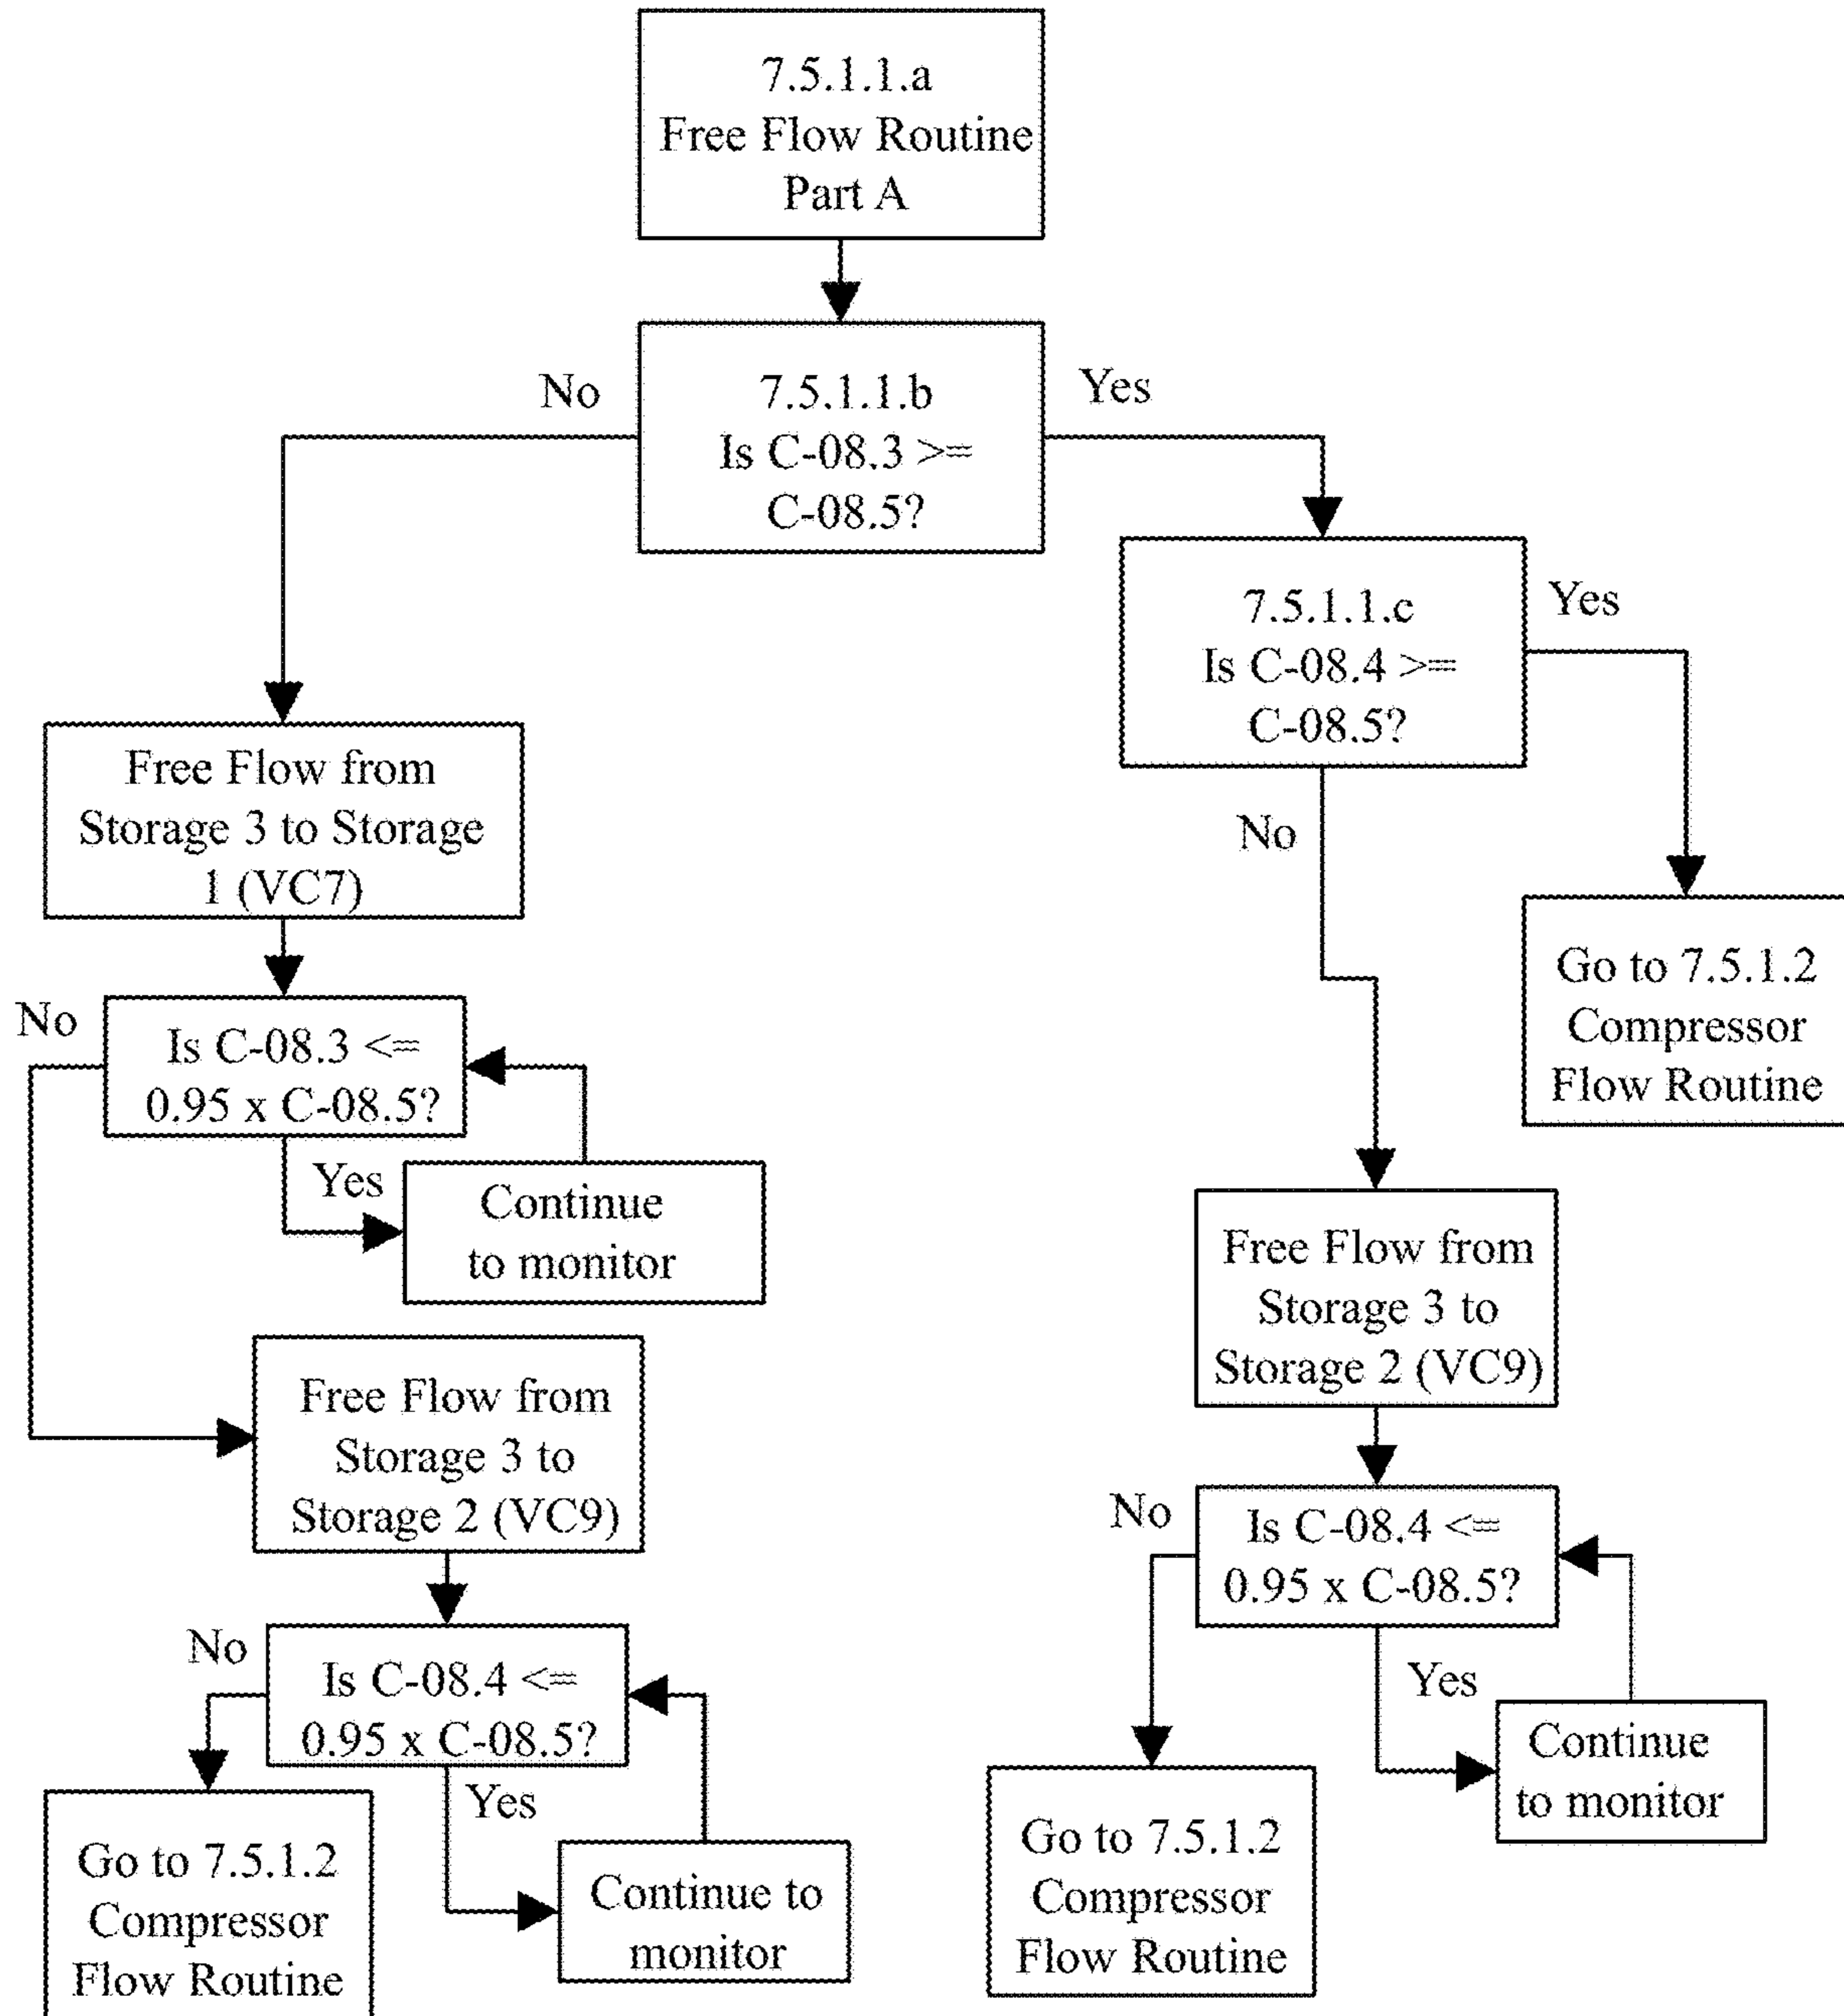 7.5.1.1.a
Free Flow Routine
Part A
No
7.5.1.1.b
Is C-08.3 >=
C-08.5?
Yes
7.5.1.1.c
Is C-08.4 >=
C-08.5?
Yes
No
Go to 7.5.1.2
Compressor
Flow Routine
Free Flow from
Storage 3 to Storage
1 (VC7)
No
Is C-08.3 <=
0.95 x C-08.5?
Yes
Continue
to monitor
Free Flow from
Storage 3 to
Storage 2 (VC9)
No
Is C-08.4 <=
0.95 x C-08.5?
Yes
Go to 7.5.1.2
Compressor
Flow Routine
Continue to
monitor
Free Flow from
Storage 3 to
Storage 2 (VC9)
No
Is C-08.4 <=
0.95 x C-08.5?
Yes
Continue
to monitor
Go to 7.5.1.2
Compressor
Flow Routine